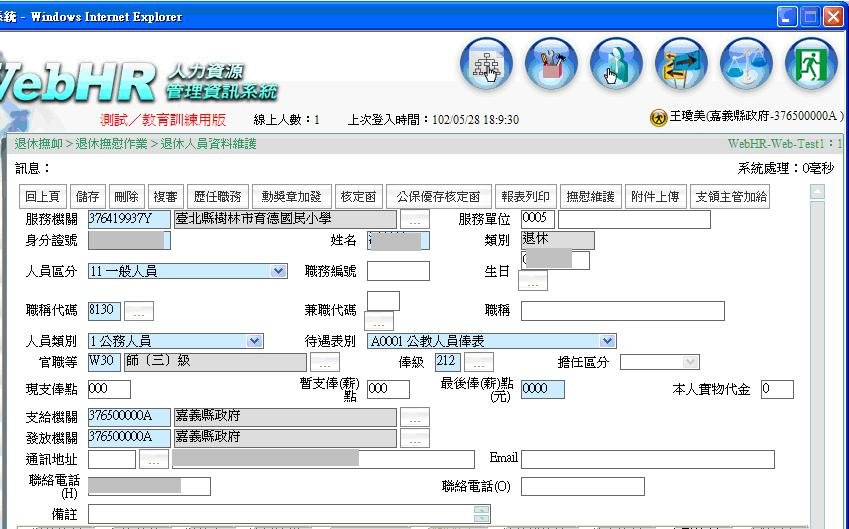 系統 - Windows Internet Explorer
WebHR 人力資源
管理資訊系統
測試／教育訓練用版 線上人數：1 上次登入時間：102/05/28 18:9:30 王瓊美(嘉義縣政府-376500000A )
退休撫卹 > 退休撫慰作業 > 退休人員資料維護 WebHR-Web-Test1：1
訊息： 系統處理：0毫秒
回上頁 儲存 刪除 複審 歷任職務 動獎章加發 核定函 公保優存核定函 報表列印 撫慰維護 附件上傳 支領主管加給
服務機關 376419937Y 臺北縣樹林市育德國民小學 ... 服務單位 0005
身分證號 姓名 類別 退休
人員區分 11 一般人員 職務編號 生日 ...
職稱代碼 8130 ... 兼職代碼 ... 職稱
人員類別 1 公務人員 待遇表別 A0001 公教人員俸表
官職等 W30 師〔三〕級 ... 俸級 212 ... 擔任區分
現支俸點 000 暫支俸(薪)點 000 最後俸(薪)點(元) 0000 本人實物代金 0
支給機關 376500000A 嘉義縣政府 ...
發放機關 376500000A 嘉義縣政府 ...
通訊地址 ... Email
聯絡電話(H) 聯絡電話(O)
備註